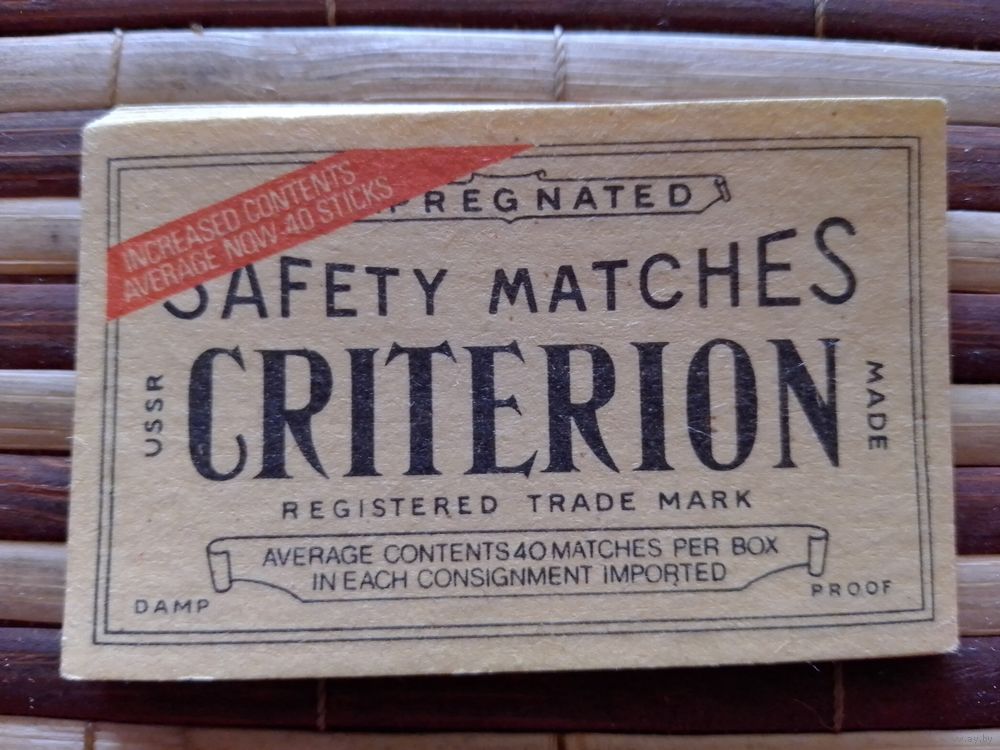 INCREASED CONTENTS
AVERAGE NOW 40 STICKS
PREGNATED
SAFETY MATCHES
USSR
CRITERION
MADE
REGISTERED TRADE MARK
AVERAGE CONTENTS 40 MATCHES PER BOX
IN EACH CONSIGNMENT IMPORTED
DAMP
PROOF